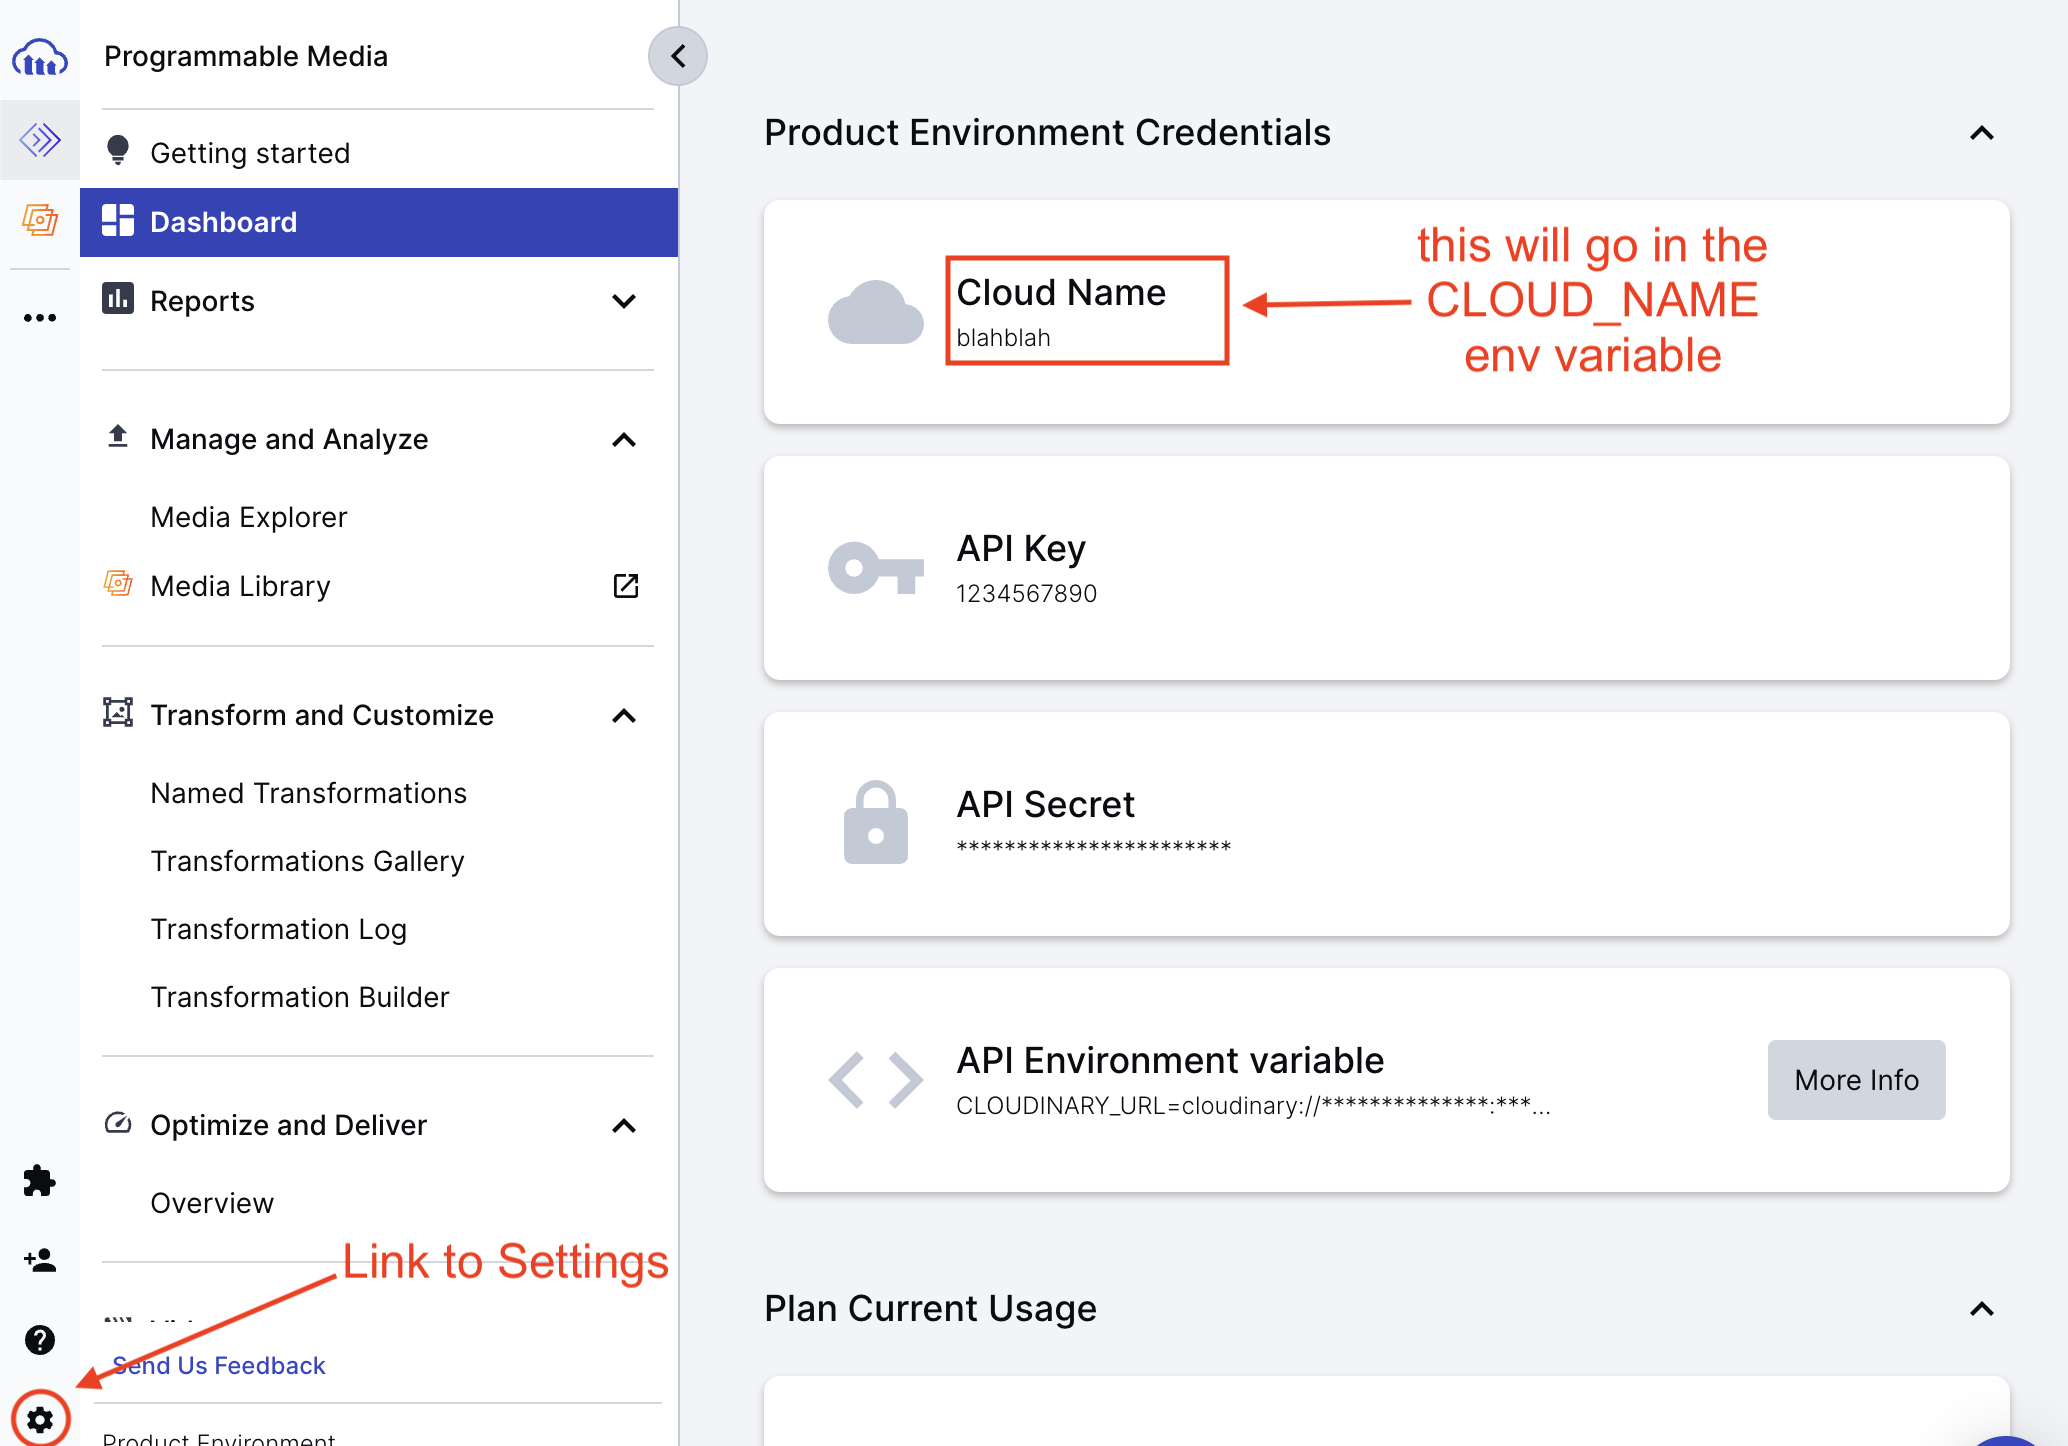 Programmable Media
Getting started
Dashboard
Reports
Manage and Analyze
Media Explorer
Media Library
Transform and Customize
Named Transformations
Transformations Gallery
Transformation Log
Transformation Builder
Optimize and Deliver
Overview
Link to Settings
Send Us Feedback
Product Environment
Product Environment Credentials
Cloud Name
blahblah
this will go in the
CLOUD_NAME
env variable
API Key
1234567890
API Secret
***********************
API Environment variable
CLOUDINARY_URL=cloudinary://**************:***...
More Info
Plan Current Usage